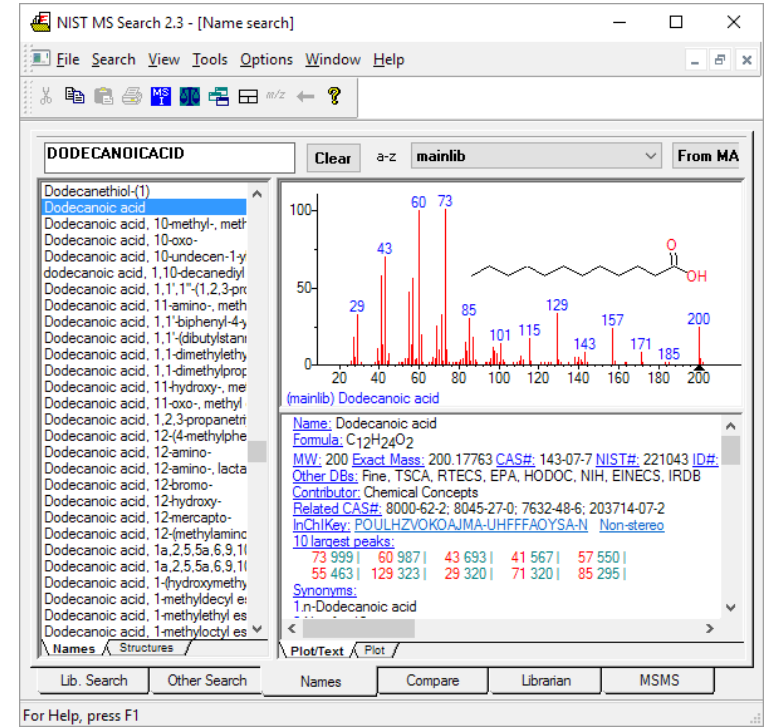 NIST MS Search 2.3 - [Name search]
File Search View Tools Options Window Help
MS I m/z ?
DODECANOICACID Clear a-z mainlib From MA
Dodecanethiol-(1)
Dodecanoic acid
Dodecanoic acid, 10-methyl-, meth
Dodecanoic acid, 10-oxo-
Dodecanoic acid, 10-undecen-1-y
dodecanoic acid, 1,10-decanediyl
Dodecanoic acid, 1,1',1''-(1,2,3-pro
Dodecanoic acid, 11-amino-, meth
Dodecanoic acid, 1,1'-biphenyl-4-y
Dodecanoic acid, 1,1'-(dibutylstan
Dodecanoic acid, 1,1-dimethylethy
Dodecanoic acid, 1,1-dimethylprop
Dodecanoic acid, 11-hydroxy-, me
Dodecanoic acid, 11-oxo-, methyl
Dodecanoic acid, 1,2,3-propanetri
Dodecanoic acid, 12-(4-methylphe
Dodecanoic acid, 12-amino-
Dodecanoic acid, 12-amino-, lacta
Dodecanoic acid, 12-bromo-
Dodecanoic acid, 12-hydroxy-
Dodecanoic acid, 12-mercapto-
Dodecanoic acid, 12-(methylamino
Dodecanoic acid, 1a,2,5,5a,6,9,1
Dodecanoic acid, 1a,2,5,5a,6,9,1
Dodecanoic acid, 1-(hydroxymethy
Dodecanoic acid, 1-methyldecyl e
Dodecanoic acid, 1-methylethyl es
Dodecanoic acid, 1-methyloctyl es
Names Structures
100
50
0
60 73
43
29
85
101 115
129
143
157
171
185
200
O
OH
20 40 60 80 100 120 140 160 180 200
(mainlib) Dodecanoic acid
Name: Dodecanoic acid
Formula: C12H24O2
MW: 200 Exact Mass: 200.17763 CAS#: 143-07-7 NIST#: 221043 ID#:
Other DBs: Fine, TSCA, RTECS, EPA, HODOC, NIH, EINECS, IRDB
Contributor: Chemical Concepts
Related CAS#: 8000-62-2; 8045-27-0; 7632-48-6; 203714-07-2
InChIKey: POULHZVOKOAJMA-UHFFFAOYSA-N Non-stereo
10 largest peaks:
73 999 | 60 987 | 43 693 | 41 567 | 57 550 |
55 463 | 129 323 | 29 320 | 71 320 | 85 295 |
Synonyms:
1.n-Dodecanoic acid
Plot/Text Plot
Lib. Search Other Search Names Compare Librarian MSMS
For Help, press F1